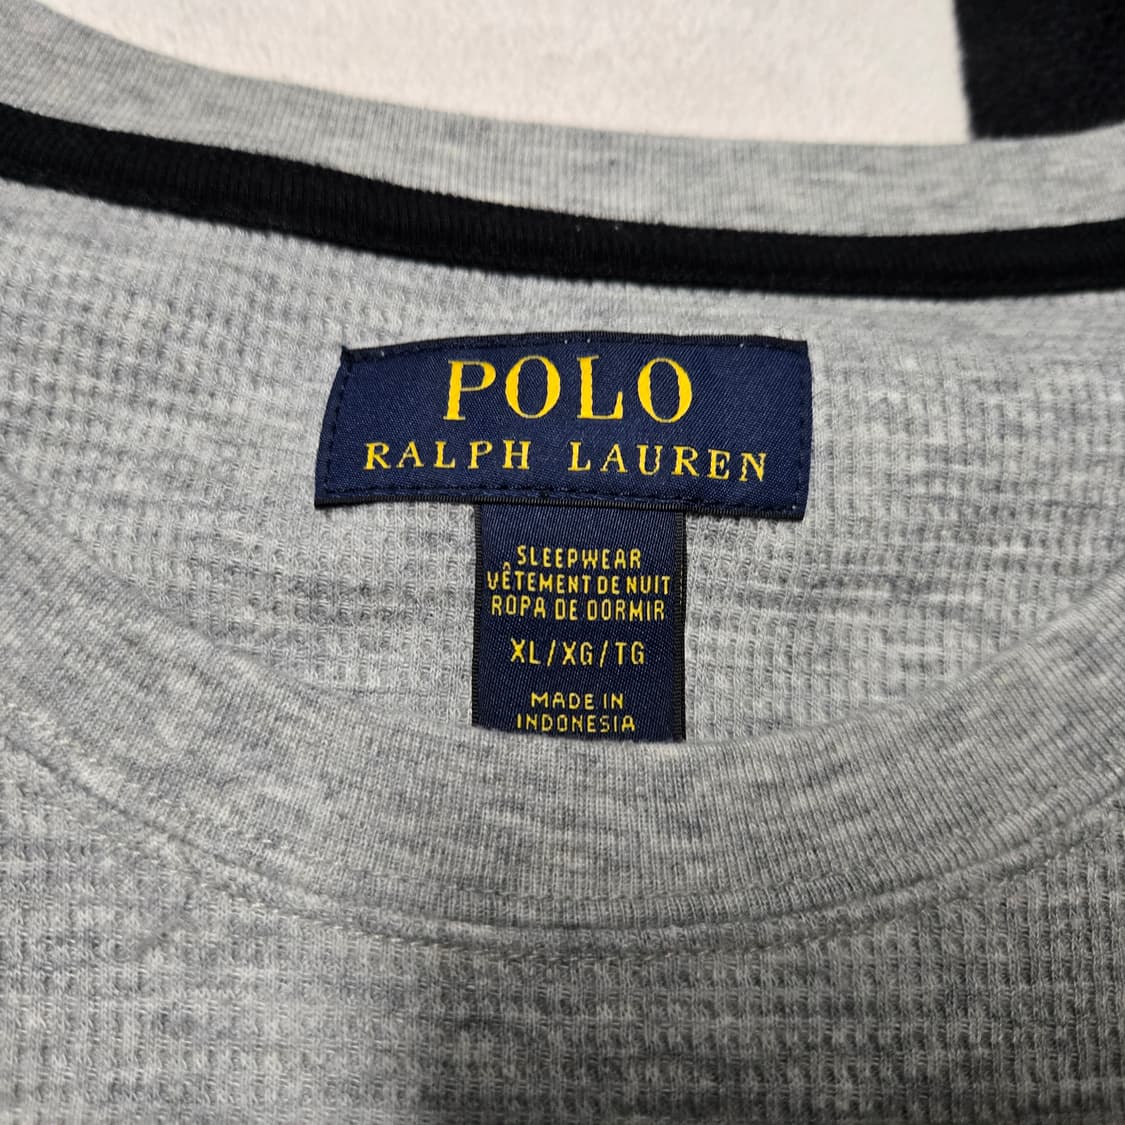 POLO
RALPH LAUREN
SLEEPWEAR
VÊTEMENT DE NUIT
ROPA DE DORMIR
XL/XG/TG
MADE IN
INDONESIA